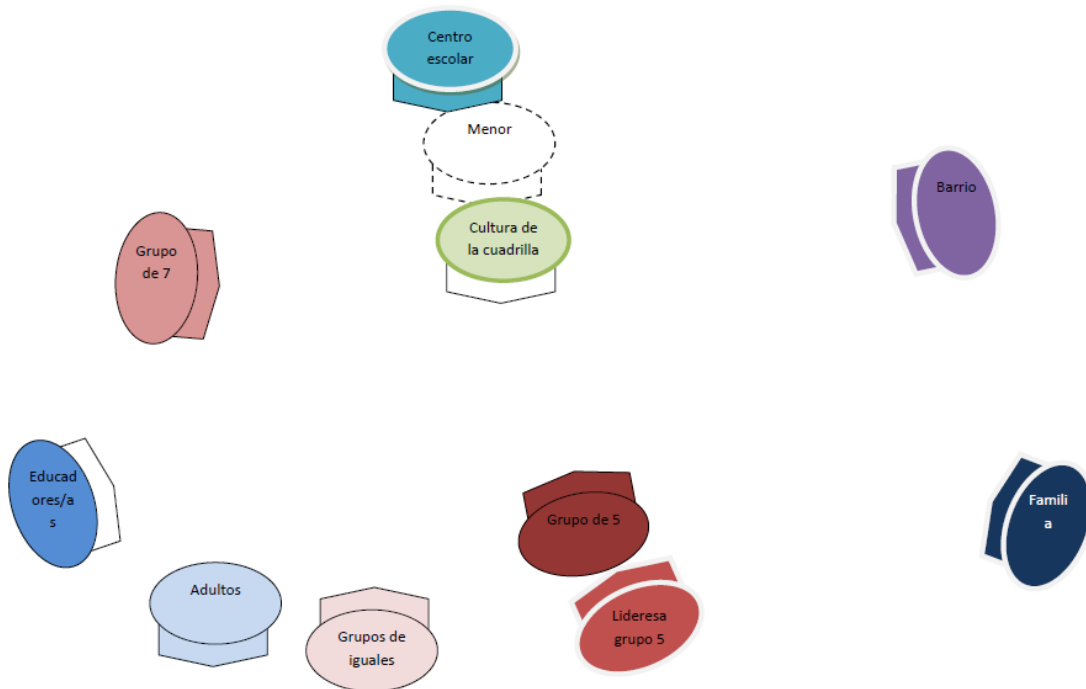 Centro
escolar
Menor
Barrio
Cultura de
la cuadrilla
Grupo
de 7
Educad
ores/a
s
Grupo de 5
Famili
a
Adultos
Lideresa
grupo 5
Grupos de
iguales